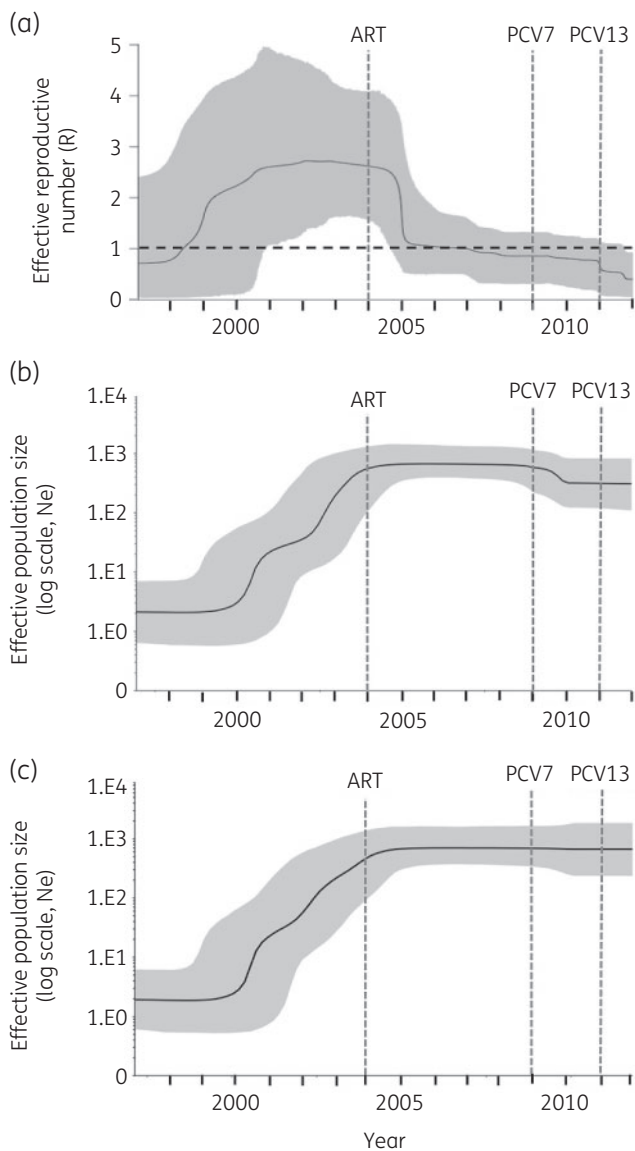 (a)
ART
PCV7
PCV13
Effective reproductive
number (R)
5
4
3
2
1
0
2000
2005
2010
(b)
ART
PCV7
PCV13
Effective population size
(log scale, Ne)
1.E4
1.E3
1.E2
1.E1
1.E0
0
2000
2005
2010
(c)
ART
PCV7
PCV13
Effective population size
(log scale, Ne)
1.E4
1.E3
1.E2
1.E1
1.E0
0
2000
2005
2010
Year